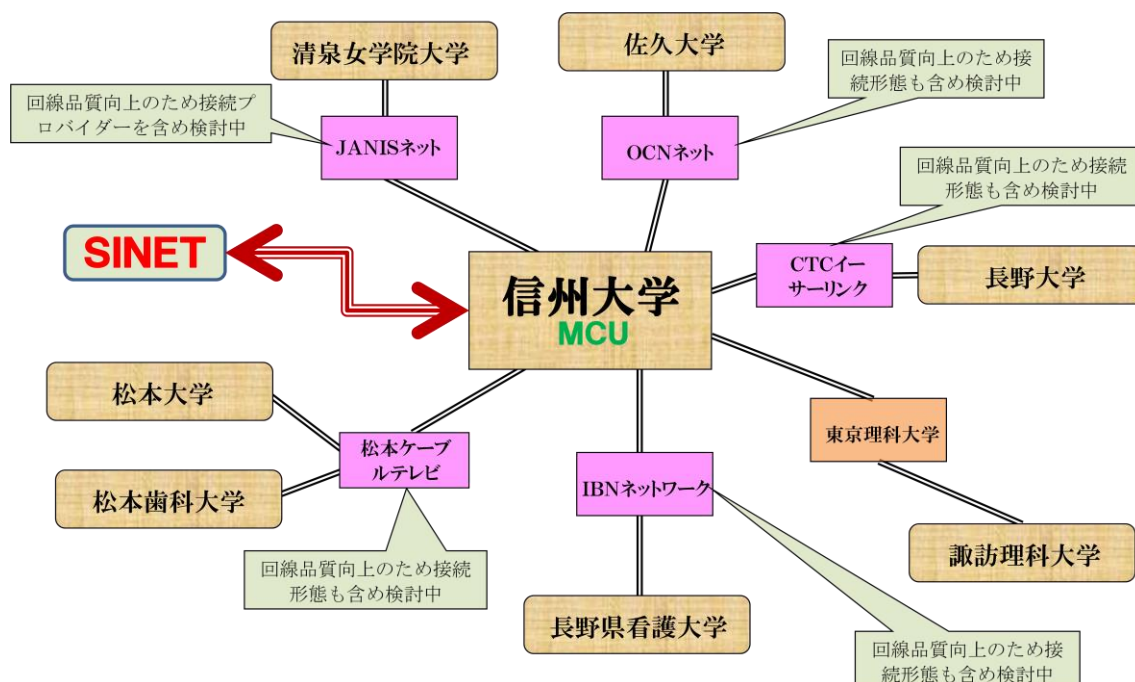 清泉女学院大学
佐久大学
回線品質向上のため接
続形態も含め検討中
回線品質向上のため接続プ
ロバイダーを含め検討中
JANISネット
OCNネット
回線品質向上のため接続
形態も含め検討中
SINET
信州大学
MCU
CTCイー
サーリンク
長野大学
松本大学
松本ケーブ
ルテレビ
東京理科大学
松本歯科大学
IBNネットワーク
諏訪理科大学
回線品質向上のため接続
形態も含め検討中
長野県看護大学
回線品質向上のため接
続形態も含め検討中